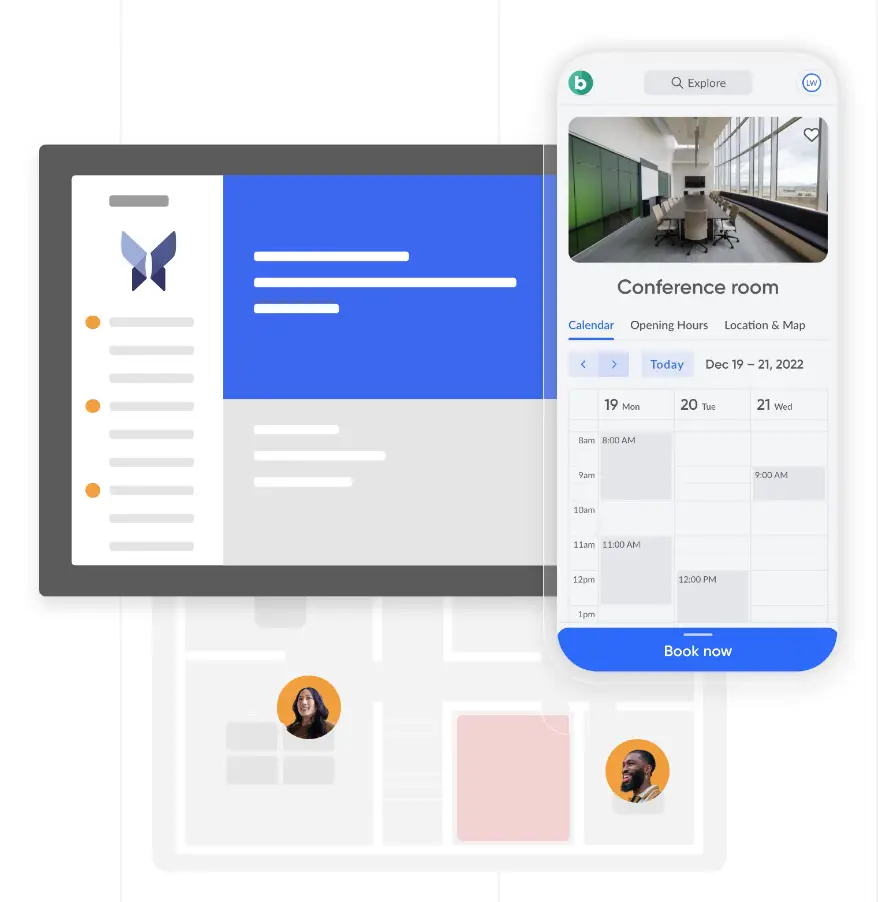 b
Explore
LW
Conference room
Calendar Opening Hours Location & Map
< > Today Dec 19 – 21, 2022
19 Mon 20 Tue 21 Wed
8am 8:00 AM
9am 9:00 AM
10am
11am 11:00 AM
12pm 12:00 PM
1pm
Book now